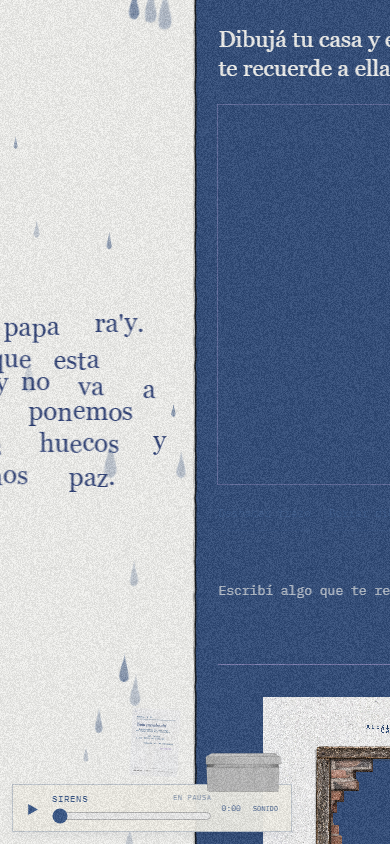 Dibujá tu casa y e
te recuerde a ella
papa ra'y.
que esta
y no va a
ponemos
huecos y
nos paz.
Escribí algo que te re
SIRENS
EN PAUSA
0:00 SONIDO